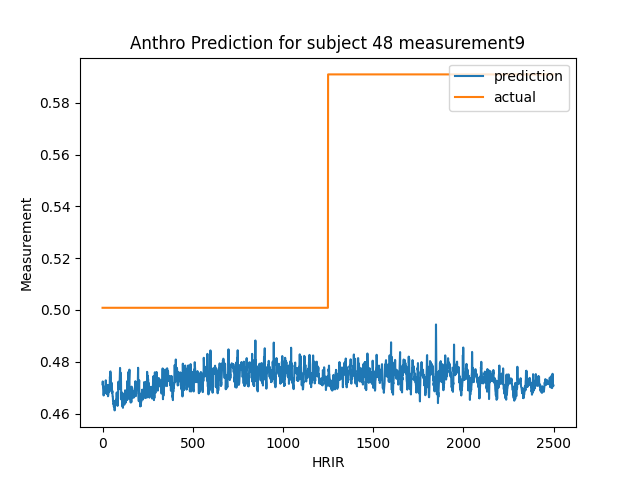 Anthro Prediction for subject 48 measurement9
prediction
actual
Measurement
0.58
0.56
0.54
0.52
0.50
0.48
0.46
0
500
1000
1500
2000
2500
HRIR